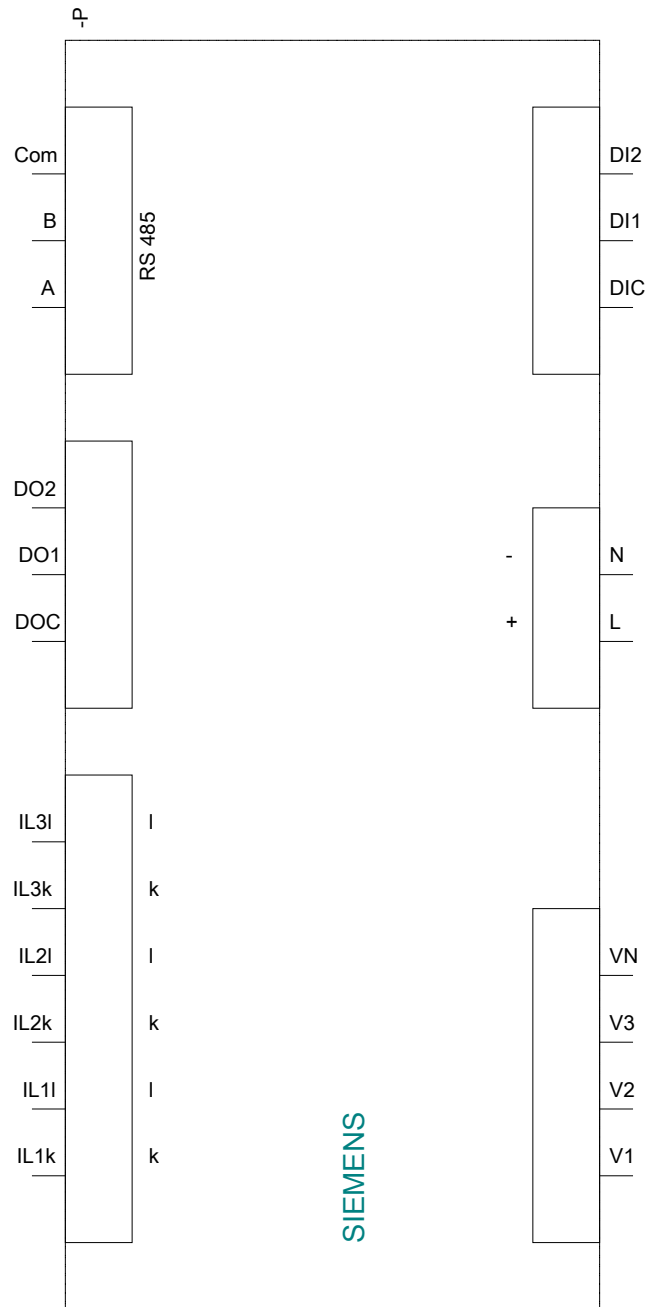 -P
Com
DI2
B
DI1
RS 485
A
DIC
DO2
DO1
-
N
DOC
+
L
IL3l
l
IL3k
k
IL2l
l
VN
IL2k
k
V3
IL1l
l
V2
IL1k
k
V1
SIEMENS